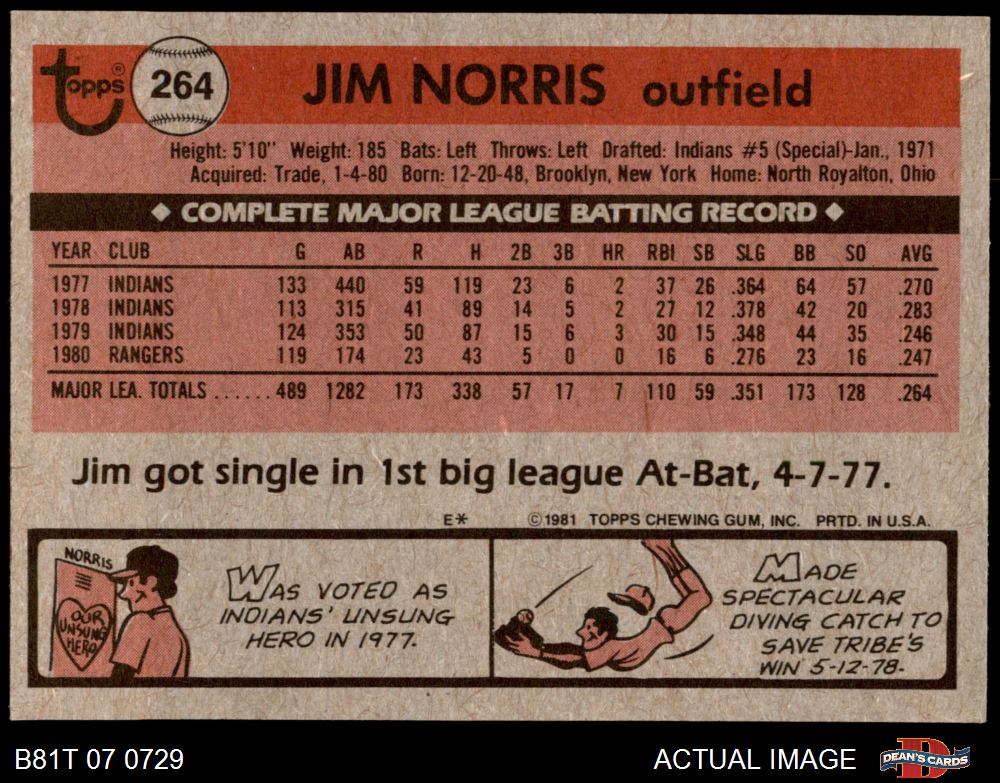 topps® 264 JIM NORRIS outfield
Height: 5'10" Weight: 185 Bats: Left Throws: Left Drafted: Indians #5 (Special)-Jan., 1971
Acquired: Trade, 1-4-80 Born: 12-20-48, Brooklyn, New York Home: North Royalton, Ohio
◆ COMPLETE MAJOR LEAGUE BATTING RECORD ◆
YEAR CLUB G AB R H 2B 3B HR RBI SB SLG BB SO AVG
1977 INDIANS 133 440 59 119 23 6 2 37 26 .364 64 57 .270
1978 INDIANS 113 315 41 89 14 5 2 27 12 .378 42 20 .283
1979 INDIANS 124 353 50 87 15 6 3 30 15 .348 44 35 .246
1980 RANGERS 119 174 23 43 5 0 0 16 6 .276 23 16 .247
MAJOR LEA. TOTALS ...... 489 1282 173 338 57 17 7 110 59 .351 173 128 .264
Jim got single in 1st big league At-Bat, 4-7-77.
E* ©1981 TOPPS CHEWING GUM, INC. PRTD. IN U.S.A.
NORRIS
OUR
UNSUNG
HERO
WAS VOTED AS
INDIANS' UNSUNG
HERO IN 1977.
MADE
SPECTACULAR
DIVING CATCH TO
SAVE TRIBE'S
WIN 5-12-78.
B81T 07 0729 ACTUAL IMAGE DEAN'S CARDS